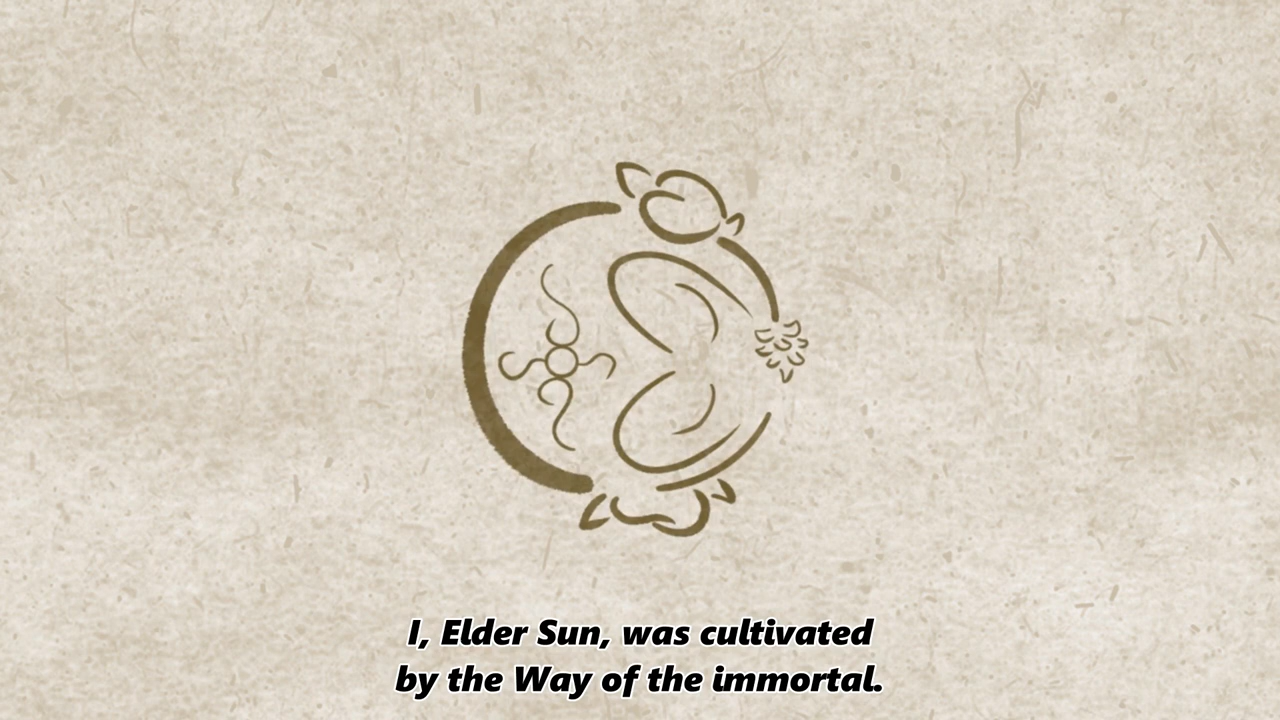 I, Elder Sun, was cultivated
by the Way of the immortal.